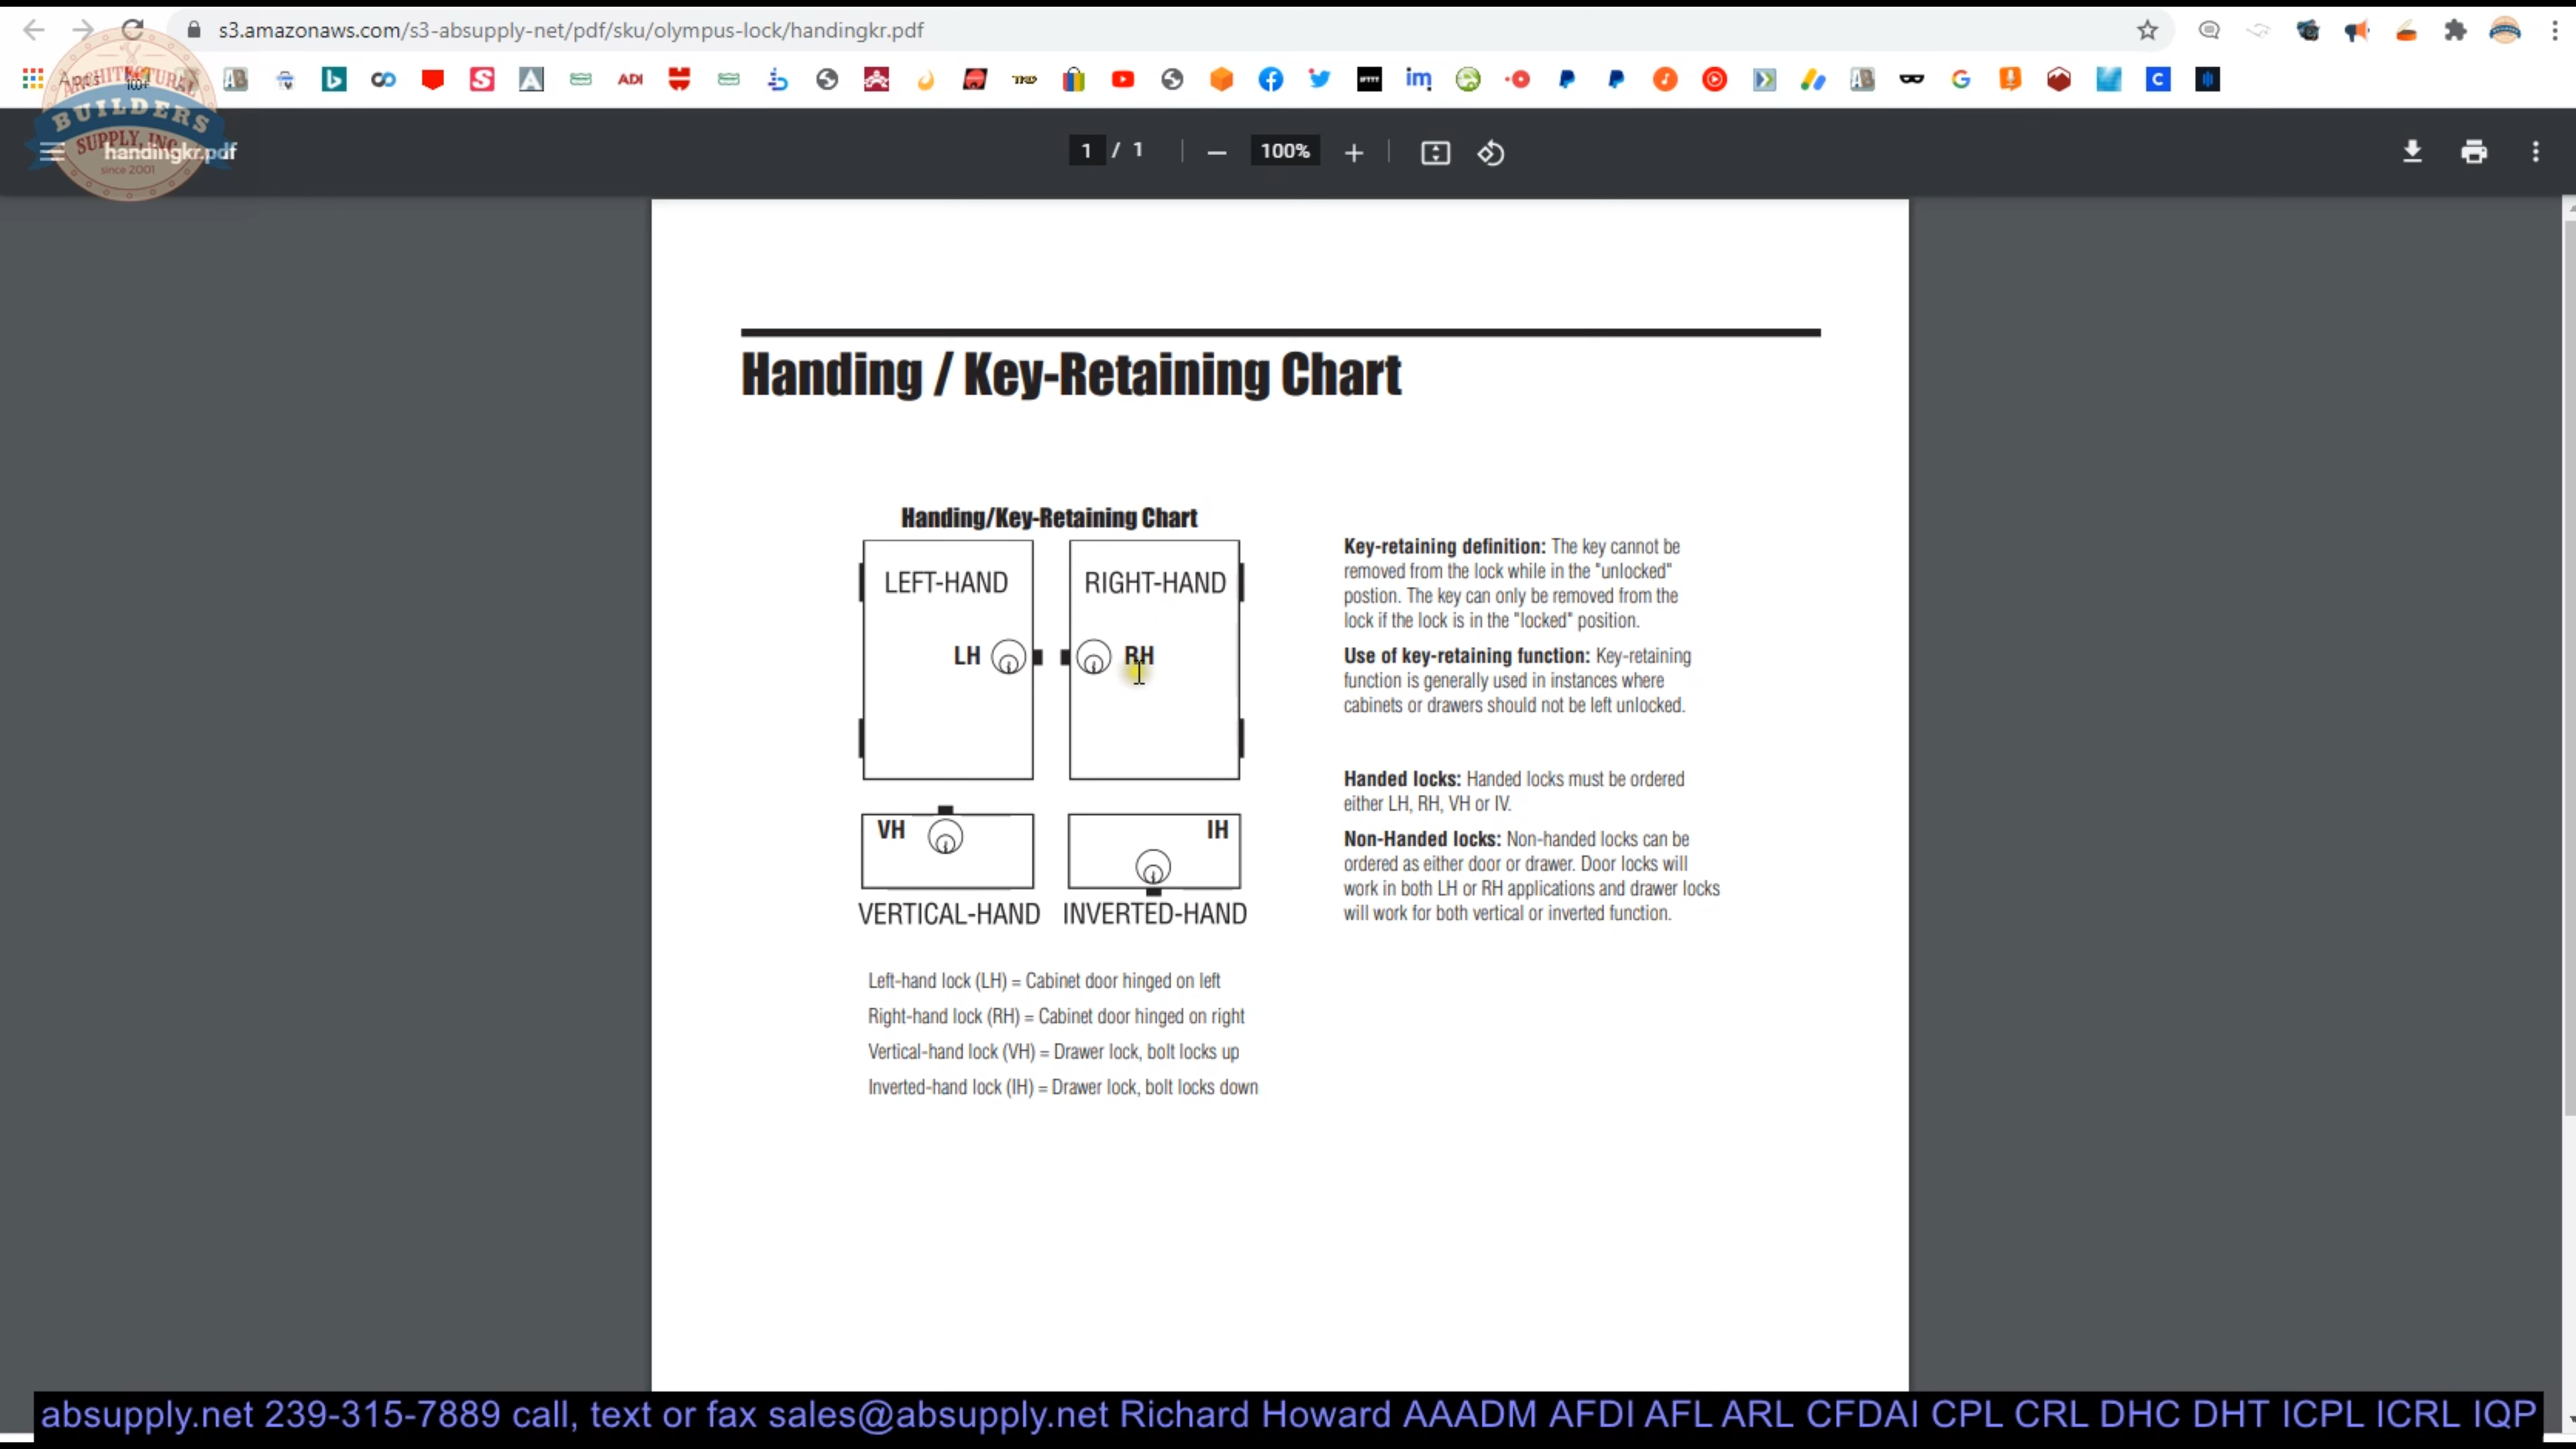 s3.amazonaws.com/s3-absupply-net/pdf/sku/olympus-lock/handingkr.pdf
Apps
ADI
IFTTT
im
ARCHITECTURAL
BUILDERS
SUPPLY, INC.
since 2001
handingkr.pdf
1 / 1
100%
Handing / Key-Retaining Chart
Handing/Key-Retaining Chart
LEFT-HAND
RIGHT-HAND
LH
RH
VH
IH
VERTICAL-HAND
INVERTED-HAND
Left-hand lock (LH) = Cabinet door hinged on left
Right-hand lock (RH) = Cabinet door hinged on right
Vertical-hand lock (VH) = Drawer lock, bolt locks up
Inverted-hand lock (IH) = Drawer lock, bolt locks down
Key-retaining definition: The key cannot be
removed from the lock while in the "unlocked"
postion. The key can only be removed from the
lock if the lock is in the "locked" position.
Use of key-retaining function: Key-retaining
function is generally used in instances where
cabinets or drawers should not be left unlocked.
Handed locks: Handed locks must be ordered
either LH, RH, VH or IV.
Non-Handed locks: Non-handed locks can be
ordered as either door or drawer. Door locks will
work in both LH or RH applications and drawer locks
will work for both vertical or inverted function.
absupply.net 239-315-7889 call, text or fax sales@absupply.net Richard Howard AAADM AFDI AFL ARL CFDAI CPL CRL DHC DHT ICPL ICRL IQP